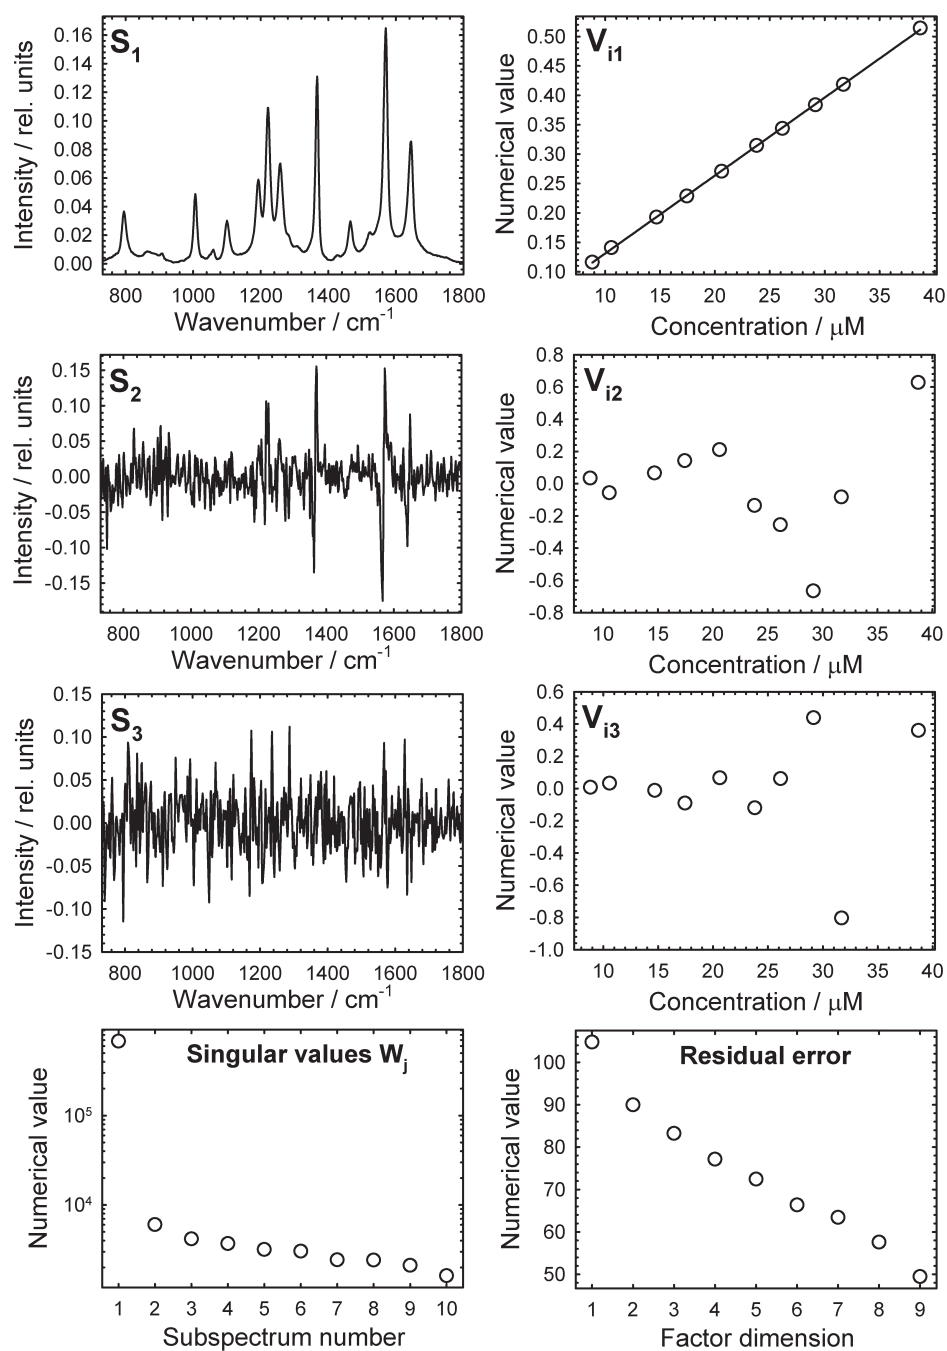 S1
Intensity / rel. units
0.16
0.14
0.12
0.10
0.08
0.06
0.04
0.02
0.00
800 1000 1200 1400 1600 1800
Wavenumber / cm-1
Vi1
Numerical value
0.50
0.45
0.40
0.35
0.30
0.25
0.20
0.15
0.10
10 15 20 25 30 35 40
Concentration / μM
S2
Intensity / rel. units
0.15
0.10
0.05
0.00
-0.05
-0.10
-0.15
800 1000 1200 1400 1600 1800
Wavenumber / cm-1
Vi2
Numerical value
0.8
0.6
0.4
0.2
0.0
-0.2
-0.4
-0.6
-0.8
10 15 20 25 30 35 40
Concentration / μM
S3
Intensity / rel. units
0.15
0.10
0.05
0.00
-0.05
-0.10
-0.15
800 1000 1200 1400 1600 1800
Wavenumber / cm-1
Vi3
Numerical value
0.6
0.4
0.2
0.0
-0.2
-0.4
-0.6
-0.8
-1.0
10 15 20 25 30 35 40
Concentration / μM
Singular values Wj
Numerical value
10⁵
10⁴
1 2 3 4 5 6 7 8 9 10
Subspectrum number
Residual error
Numerical value
100
90
80
70
60
50
1 2 3 4 5 6 7 8 9
Factor dimension